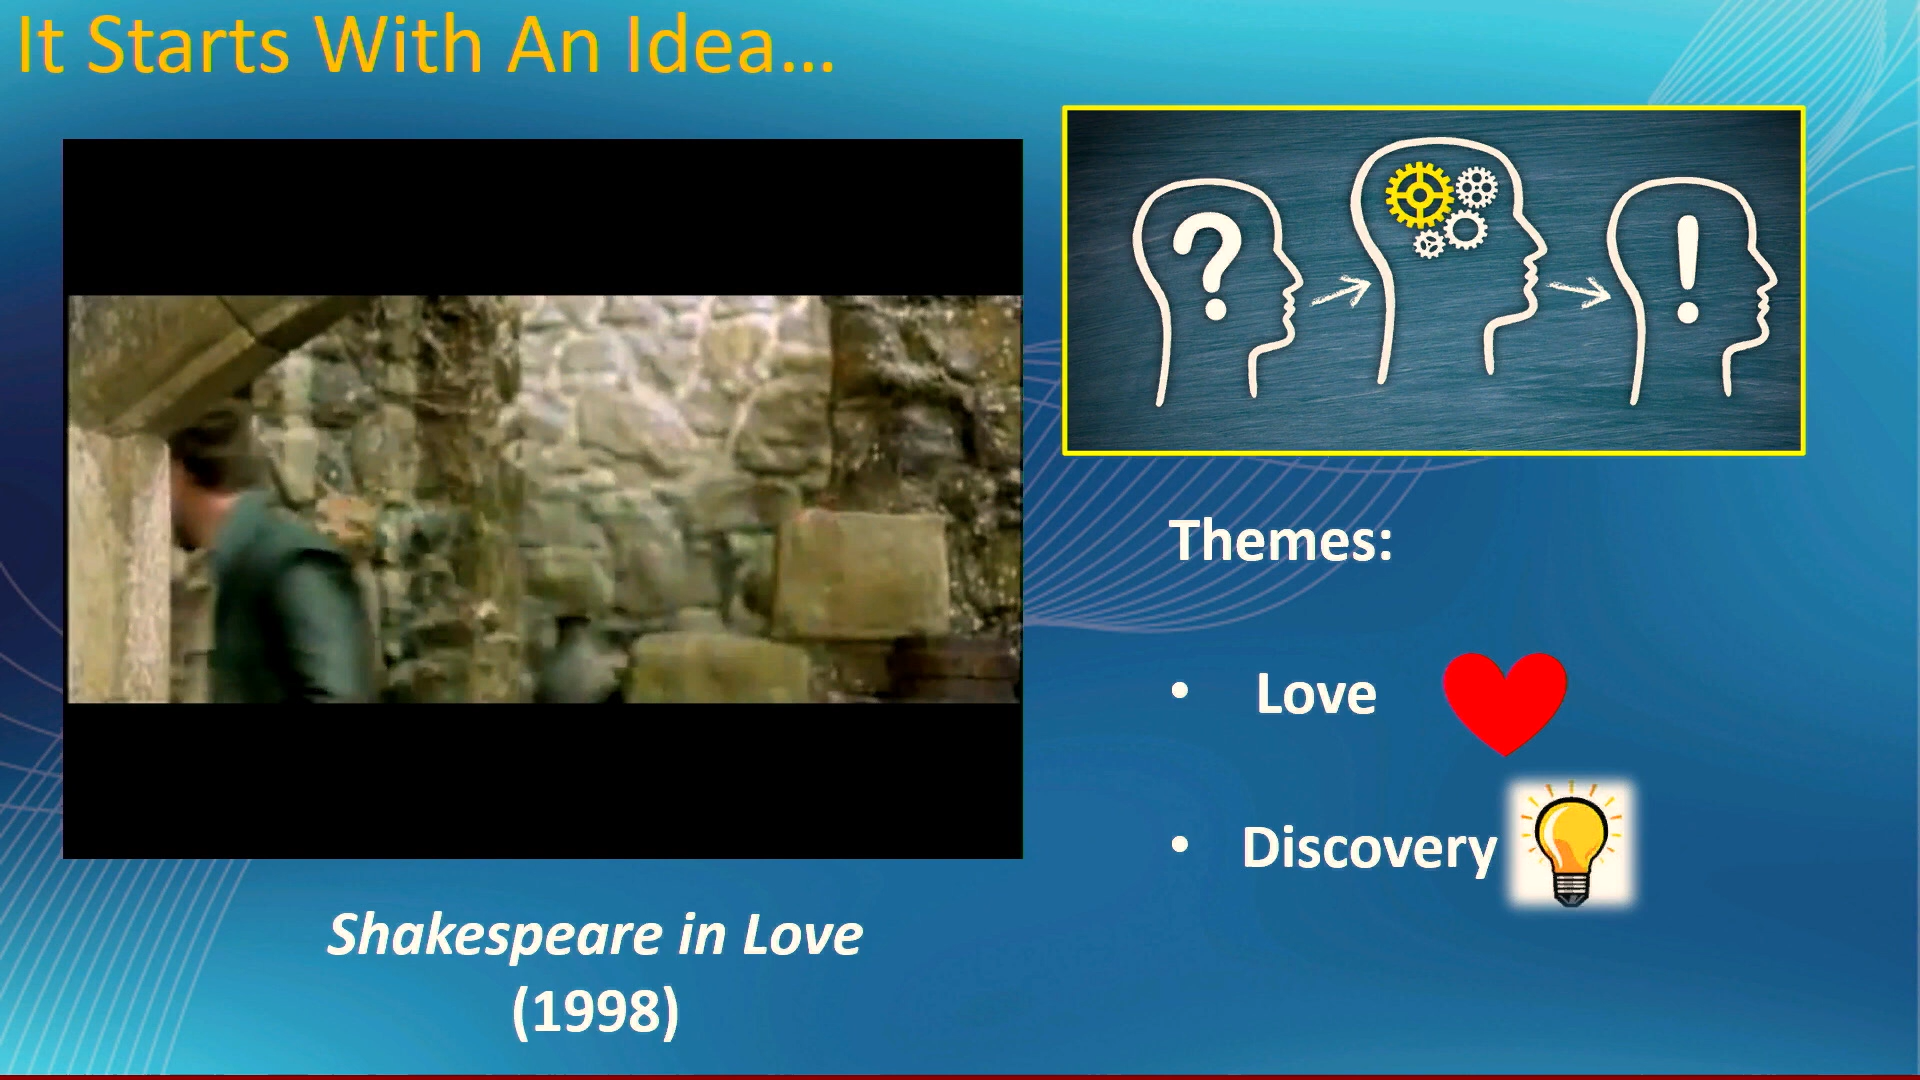 It Starts With An Idea...
?
!
Themes:
• Love
• Discovery
Shakespeare in Love
(1998)